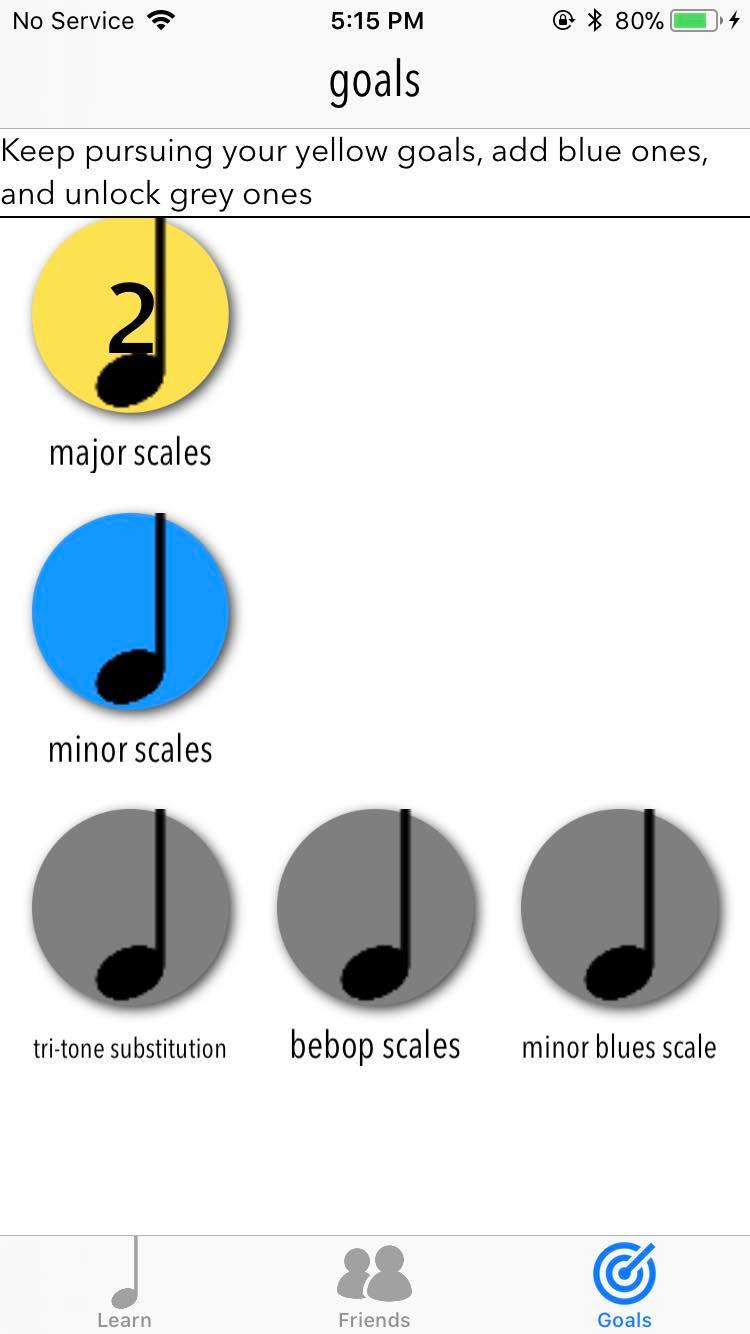 No Service 5:15 PM 80%
goals
Keep pursuing your yellow goals, add blue ones,
and unlock grey ones
2
major scales
minor scales
tri-tone substitution bebop scales minor blues scale
Learn Friends Goals